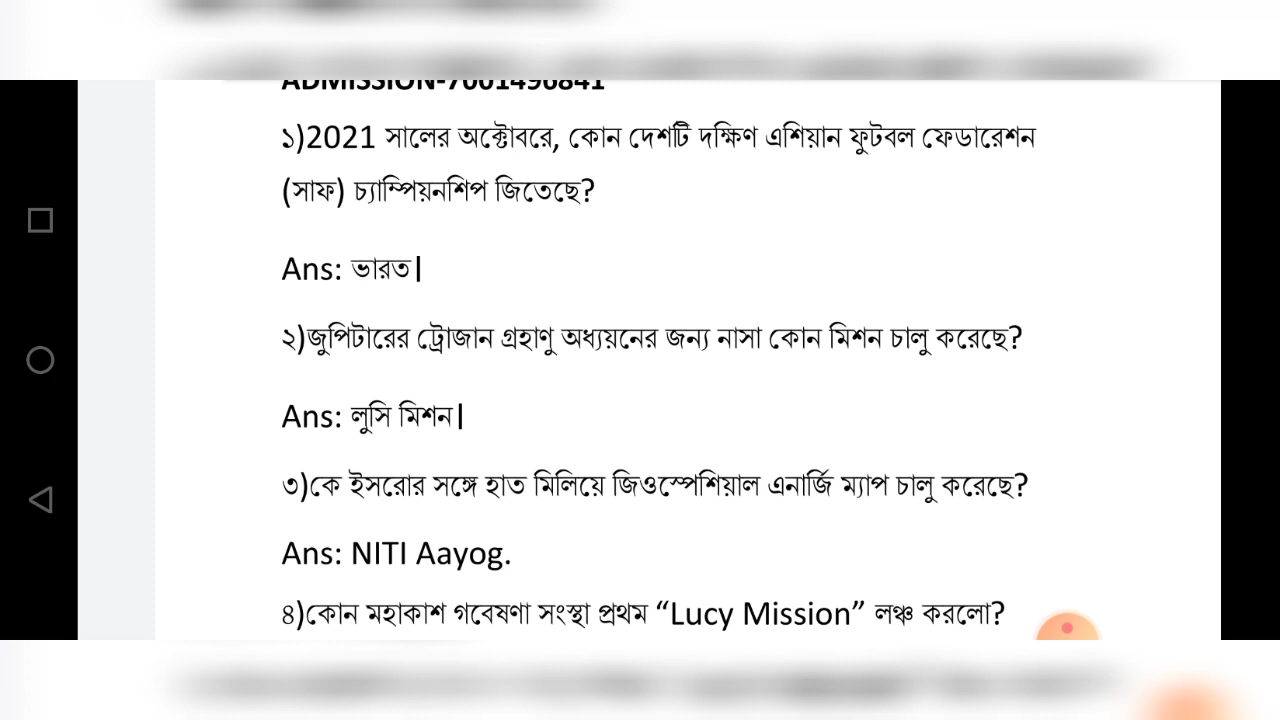 ADMISSION-7001496841
১)2021 সালের অক্টোবরে, কোন দেশটি দক্ষিণ এশিয়ান ফুটবল ফেডারেশন
(সাফ) চ্যাম্পিয়নশিপ জিতেছে?
Ans: ভারত|
২)জুপিটারের ট্রোজান গ্রহাণু অধ্যয়নের জন্য নাসা কোন মিশন চালু করেছে?
Ans: লুসি মিশন|
৩)কে ইসরোর সঙ্গে হাত মিলিয়ে জিওস্পেশিয়াল এনার্জি ম্যাপ চালু করেছে?
Ans: NITI Aayog.
৪)কোন মহাকাশ গবেষণা সংস্থা প্রথম “Lucy Mission” লঞ্চ করলো?